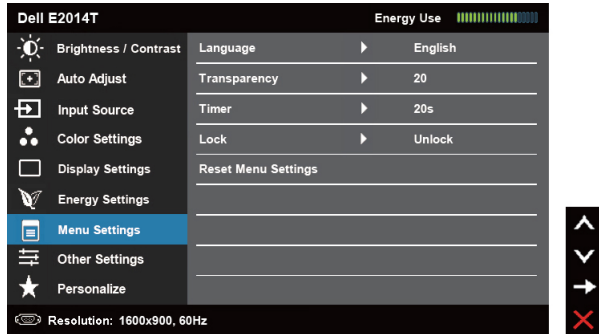 Dell E2014T Energy Use
Brightness / Contrast Language English
Auto Adjust Transparency 20
Input Source Timer 20s
Color Settings Lock Unlock
Display Settings Reset Menu Settings
Energy Settings
Menu Settings
Other Settings
Personalize
Resolution: 1600x900, 60Hz